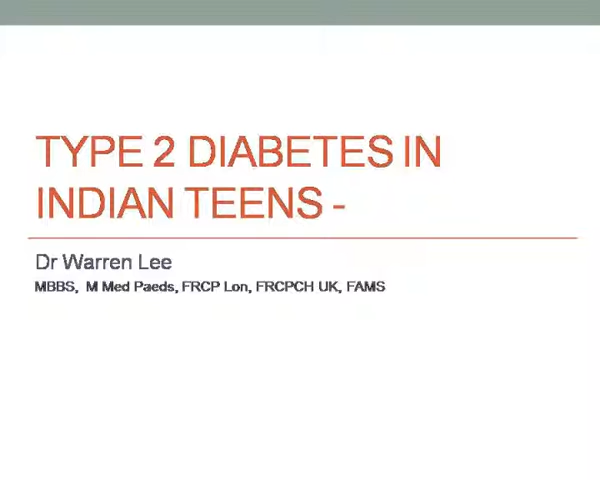 TYPE 2 DIABETES IN
INDIAN TEENS -
Dr Warren Lee
MBBS, M Med Paeds, FRCP Lon, FRCPCH UK, FAMS